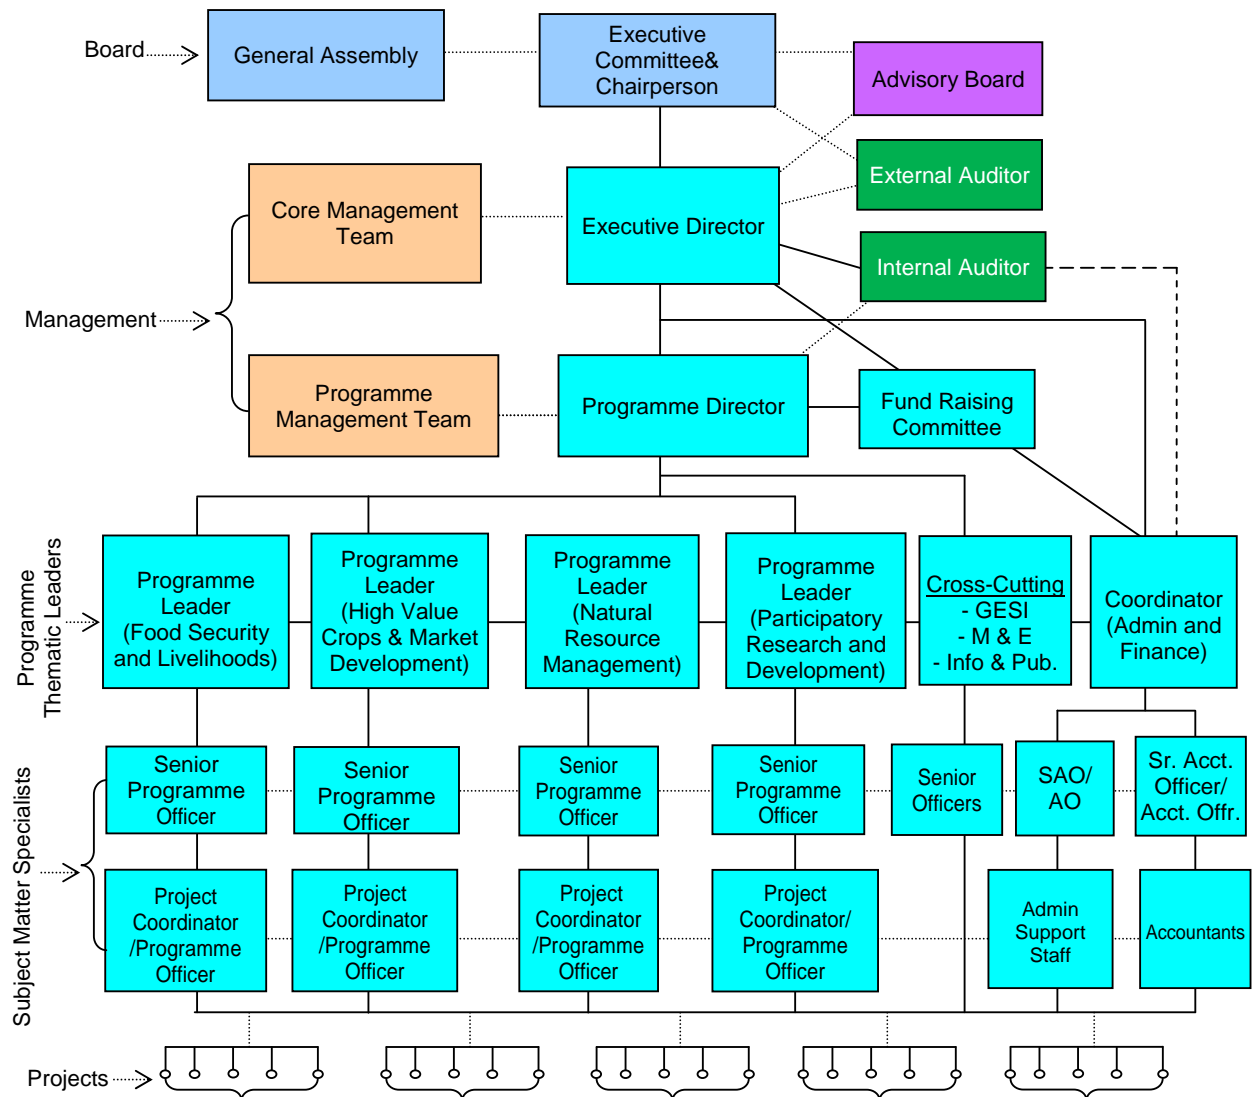 Board
General Assembly
Executive
Committee&
Chairperson
Advisory Board
External Auditor
Core Management
Team
Executive Director
Internal Auditor
Management
Programme
Management Team
Programme Director
Fund Raising
Committee
Programme
Thematic Leaders
Programme
Leader
(Food Security
and Livelihoods)
Programme
Leader
(High Value
Crops & Market
Development)
Programme
Leader
(Natural
Resource
Management)
Programme
Leader
(Participatory
Research and
Development)
Cross-Cutting
- GESI
- M & E
- Info & Pub.
Coordinator
(Admin and
Finance)
Subject Matter Specialists
Senior
Programme
Officer
Senior
Programme
Officer
Senior
Programme
Officer
Senior
Programme
Officer
Senior
Officers
SAO/
AO
Sr. Acct.
Officer/
Acct. Offr.
Project
Coordinator
/Programme
Officer
Project
Coordinator
/Programme
Officer
Project
Coordinator
/Programme
Officer
Project
Coordinator/
Programme
Officer
Admin
Support
Staff
Accountants
Projects